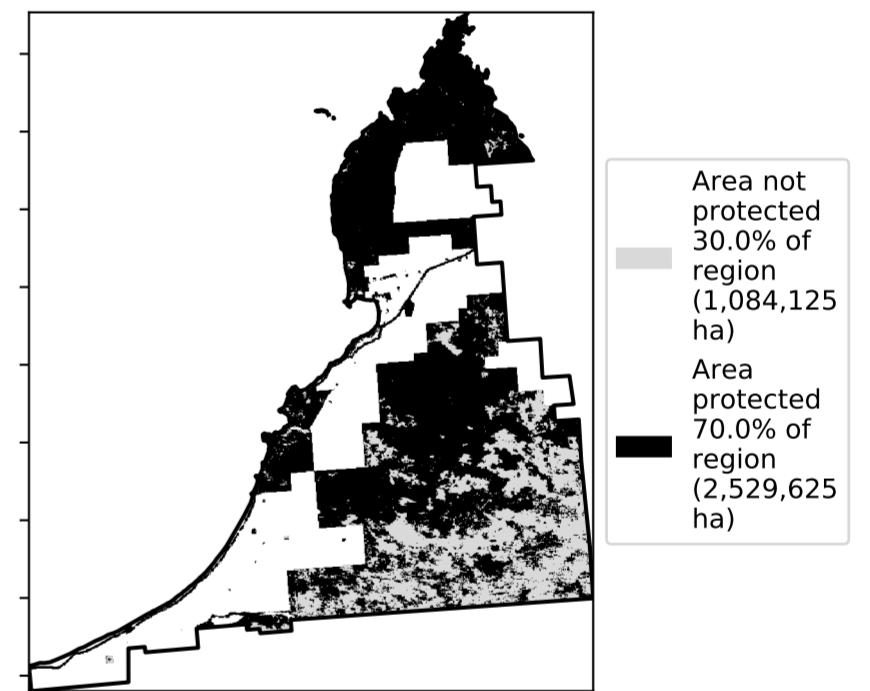 Area not
protected
30.0% of
region
(1,084,125
ha)
Area
protected
70.0% of
region
(2,529,625
ha)